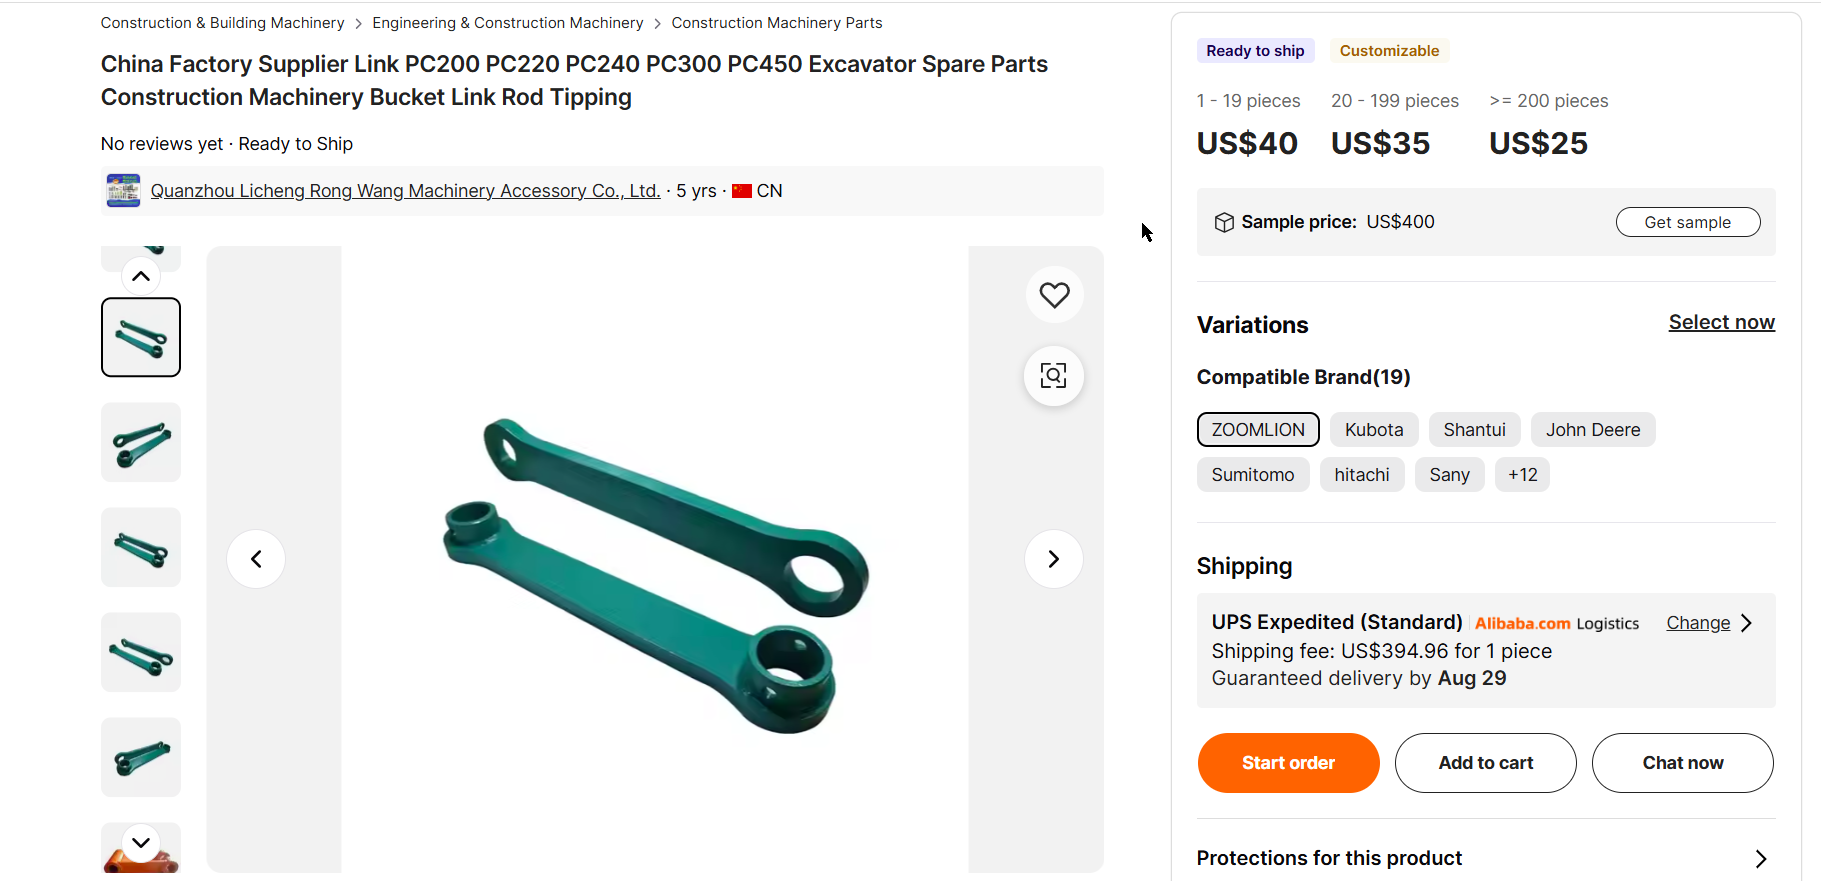 Construction & Building Machinery > Engineering & Construction Machinery > Construction Machinery Parts
China Factory Supplier Link PC200 PC220 PC240 PC300 PC450 Excavator Spare Parts
Construction Machinery Bucket Link Rod Tipping
No reviews yet · Ready to Ship
Quanzhou Licheng Rong Wang Machinery Accessory Co., Ltd. · 5 yrs · CN
Ready to ship Customizable
1 - 19 pieces 20 - 199 pieces >= 200 pieces
US$40 US$35 US$25
Sample price: US$400 Get sample
Variations Select now
Compatible Brand(19)
ZOOMLION Kubota Shantui John Deere
Sumitomo hitachi Sany +12
Shipping
UPS Expedited (Standard) Alibaba.com Logistics Change
Shipping fee: US$394.96 for 1 piece
Guaranteed delivery by Aug 29
Start order Add to cart Chat now
Protections for this product